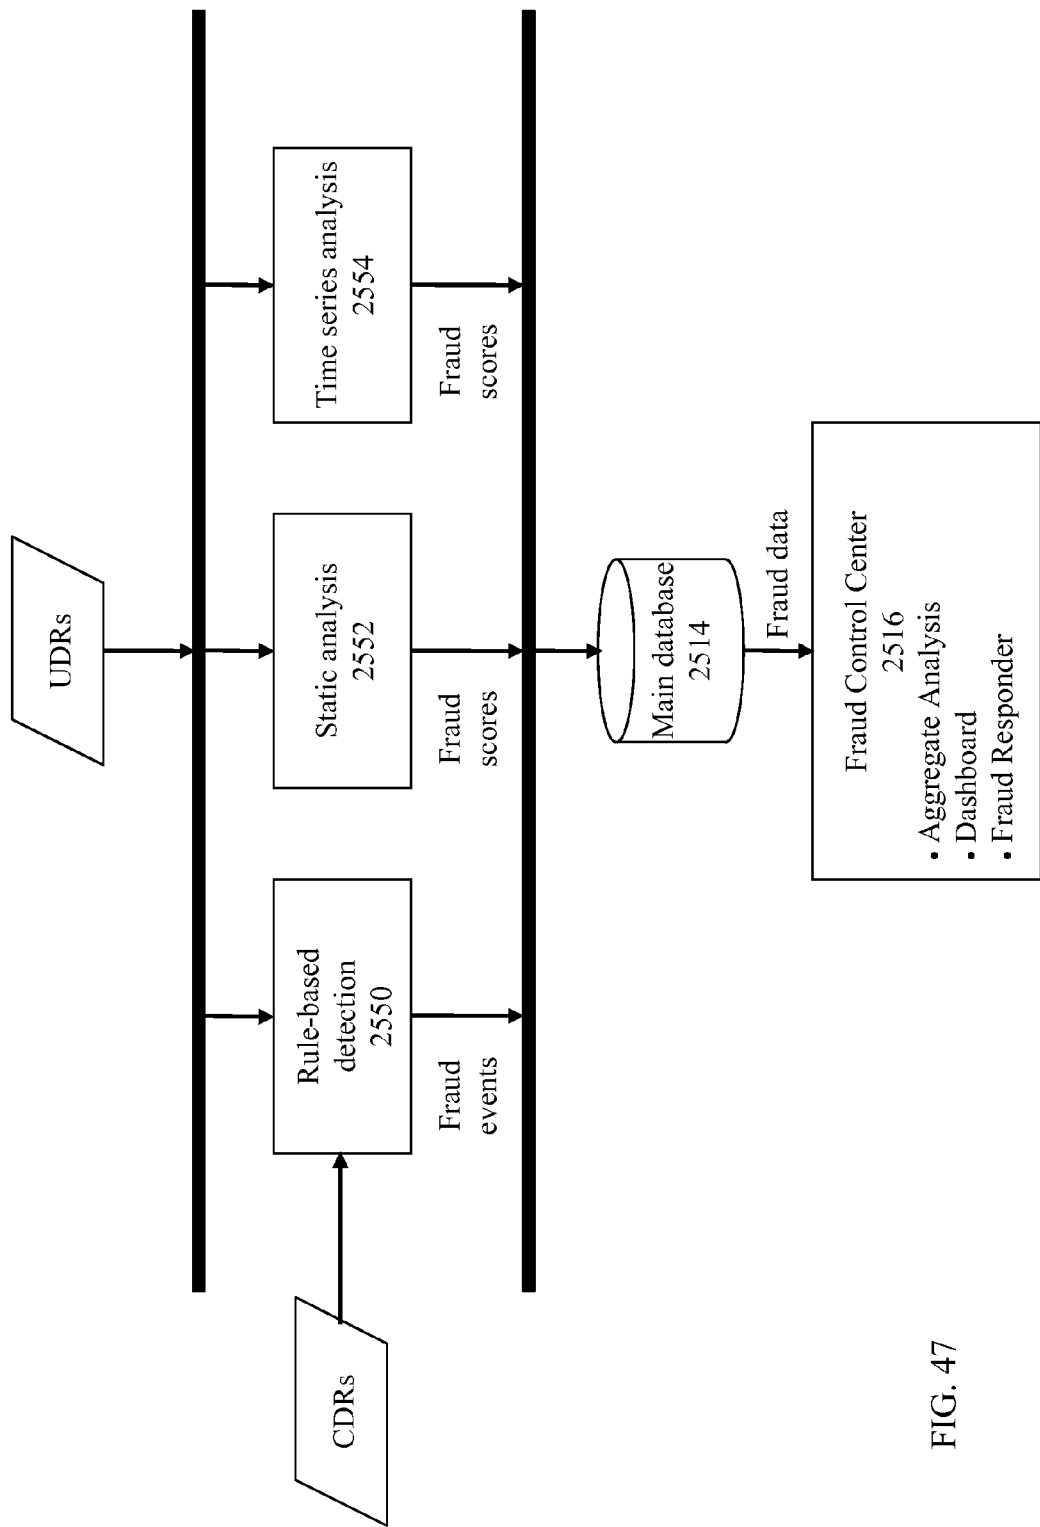 UDRs
CDRs
Rule-based
detection
2550
Static analysis
2552
Time series analysis
2554
Fraud
events
Fraud
scores
Fraud
scores
Main database
2514
Fraud data
Fraud Control Center
2516
• Aggregate Analysis
• Dashboard
• Fraud Responder
FIG. 47